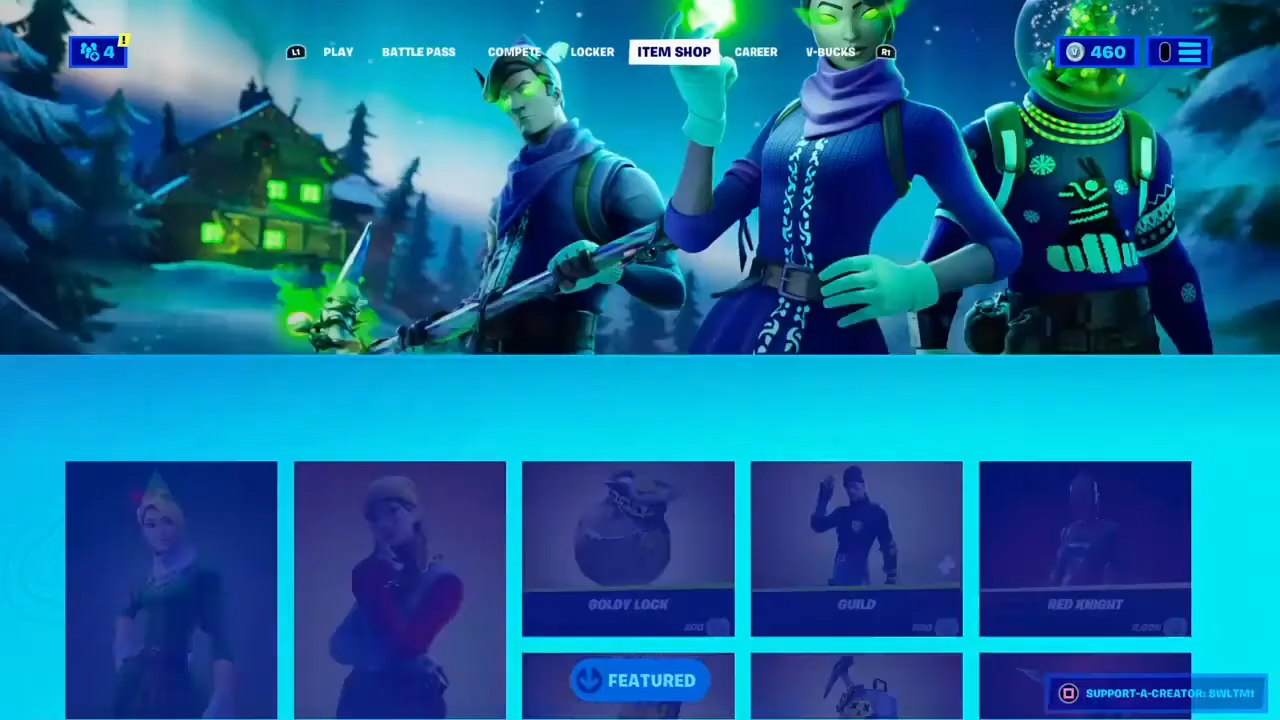 4
!
L1
PLAY
BATTLE PASS
COMPETE
LOCKER
ITEM SHOP
CAREER
V-BUCKS
R1
460
GOLDY LOCK
GUILD
RED KNIGHT
FEATURED
SUPPORT-A-CREATOR: SWLTM1